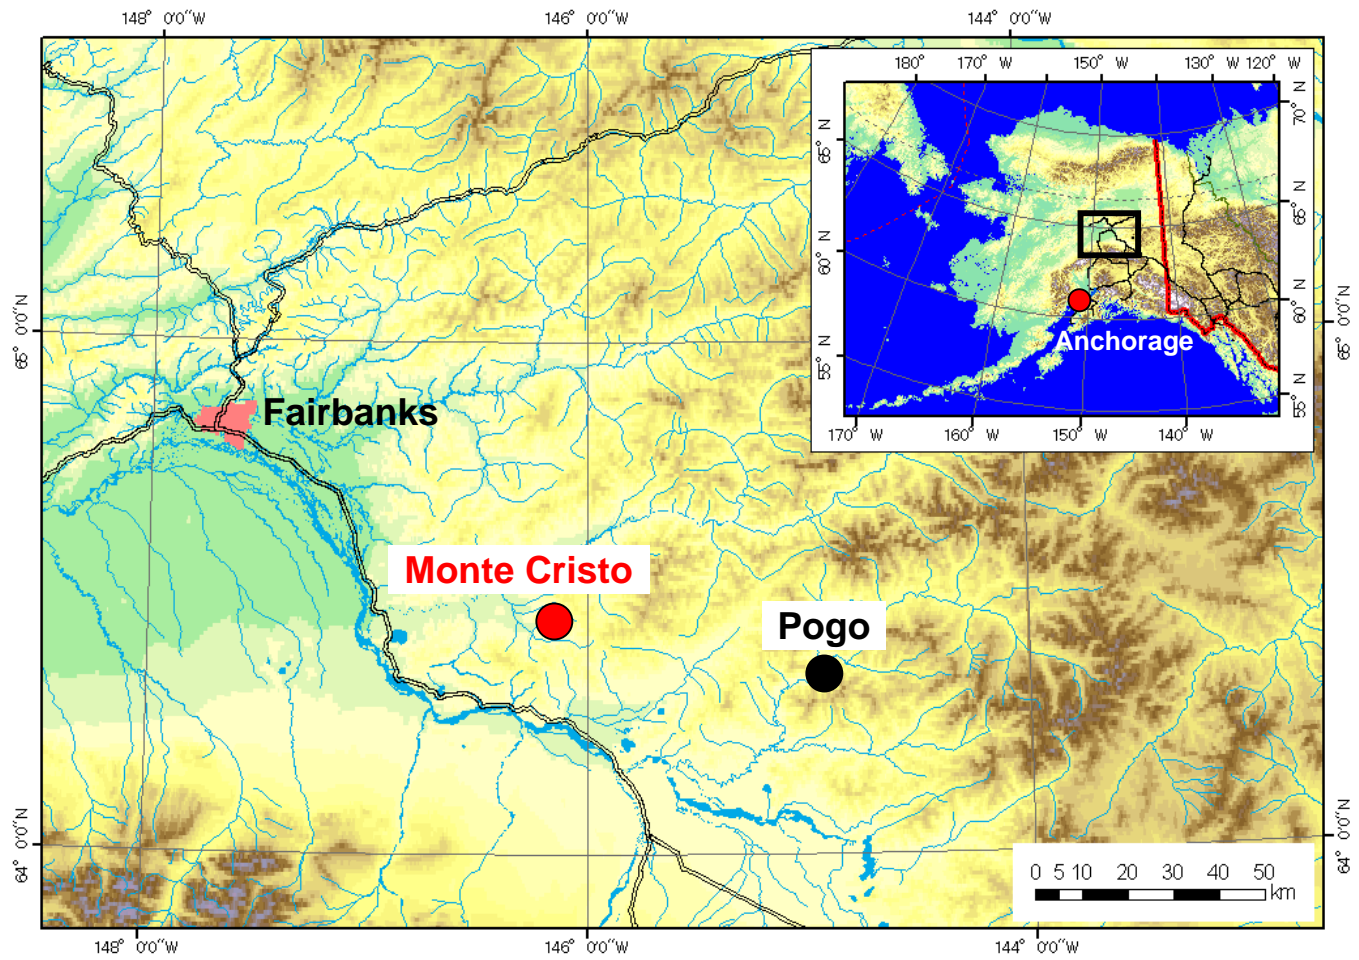 148° 0'0"W 146° 0'0"W 144° 0'0"W
180° 170° W 150° W 130° W 120° W
70° N
65° N
65° N
60° N
60° N
55° N
55° N
Anchorage
170° W 160° W 150° W 140° W
65° 0'0"N
65° 0'0"N
Fairbanks
Monte Cristo
Pogo
64° 0'0"N
64° 0'0"N
0 5 10 20 30 40 50
km
148° 0'0"W 146° 0'0"W 144° 0'0"W